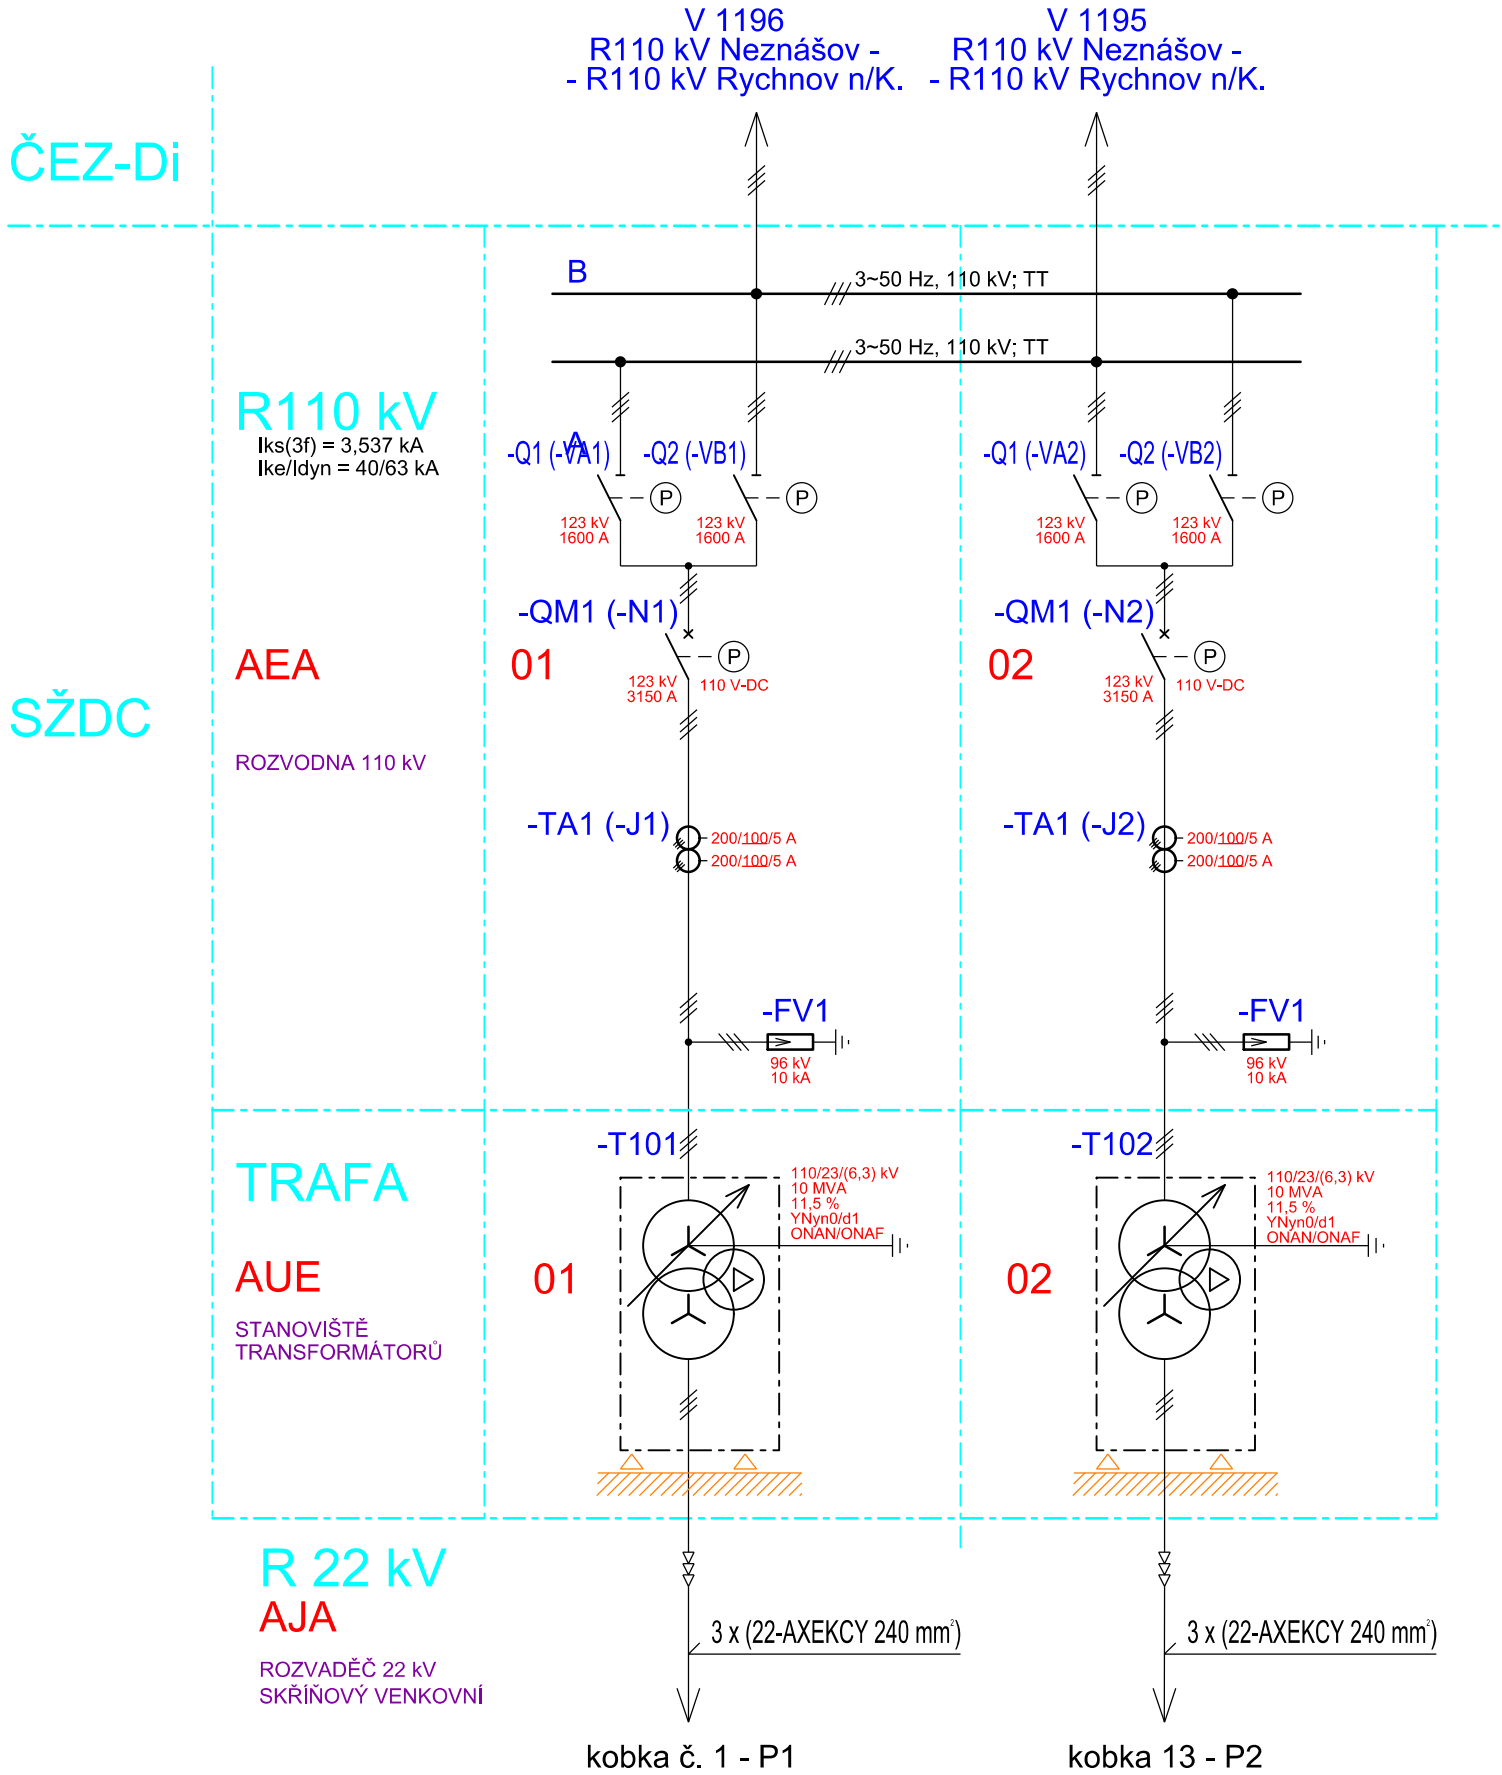 V 1196
R110 kV Neznášov -
- R110 kV Rychnov n/K.
V 1195
R110 kV Neznášov -
- R110 kV Rychnov n/K.
ČEZ-Di
B
3~50 Hz, 110 kV; TT
3~50 Hz, 110 kV; TT
R110 kV
Iks(3f) = 3,537 kA
Ike/Idyn = 40/63 kA
A
-Q1 (-VA1)
-Q2 (-VB1)
-Q1 (-VA2)
-Q2 (-VB2)
P
P
P
P
123 kV
1600 A
123 kV
1600 A
123 kV
1600 A
123 kV
1600 A
-QM1 (-N1)
-QM1 (-N2)
AEA
01
P
02
P
123 kV
3150 A
110 V-DC
123 kV
3150 A
110 V-DC
SŽDC
ROZVODNA 110 kV
-TA1 (-J1)
200/100/5 A
200/100/5 A
-TA1 (-J2)
200/100/5 A
200/100/5 A
-FV1
96 kV
10 kA
-FV1
96 kV
10 kA
TRAFA
-T101
110/23/(6,3) kV
10 MVA
11,5 %
YNyn0/d1
ONAN/ONAF
-T102
110/23/(6,3) kV
10 MVA
11,5 %
YNyn0/d1
ONAN/ONAF
AUE
01
02
STANOVIŠTĚ
TRANSFORMÁTORŮ
R 22 kV
AJA
ROZVADĚČ 22 kV
SKŘÍŇOVÝ VENKOVNÍ
3 x (22-AXEKCY 240 mm²)
3 x (22-AXEKCY 240 mm²)
kobka č. 1 - P1
kobka 13 - P2